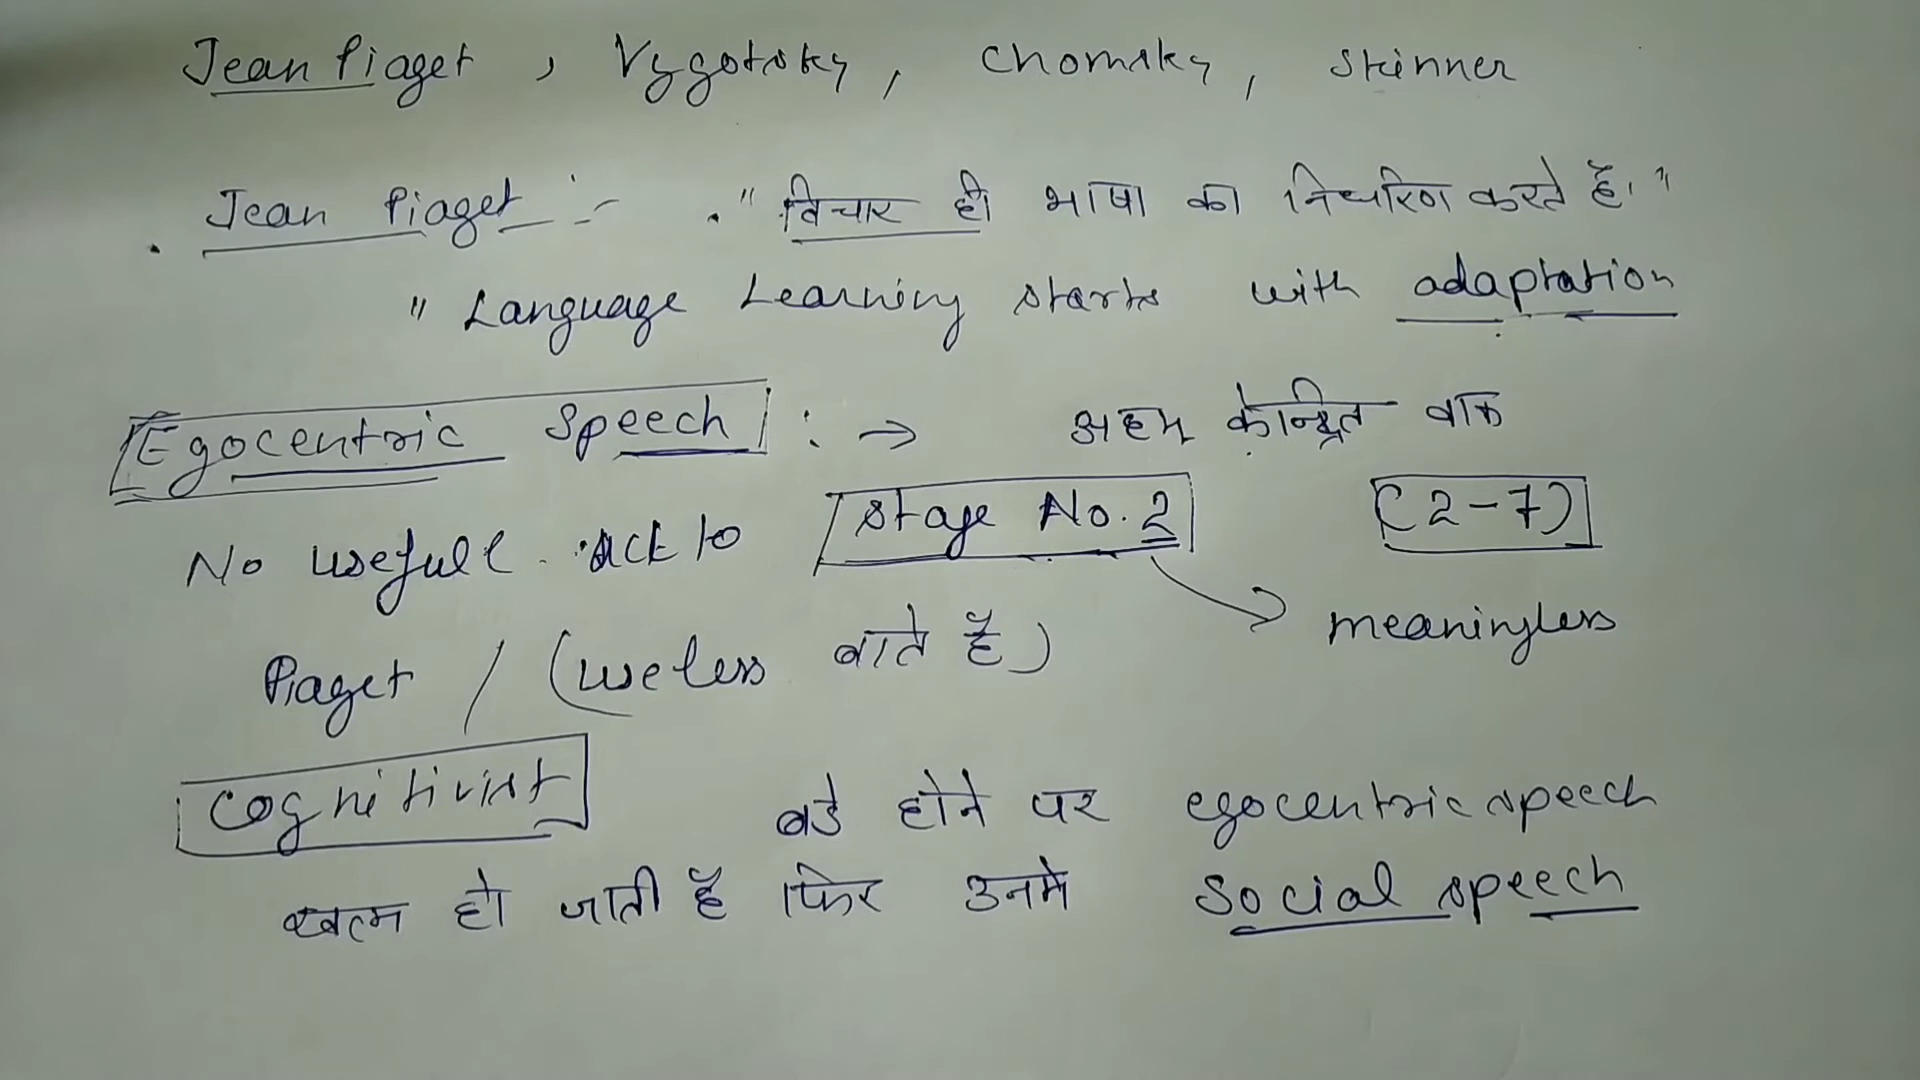 Jean Piaget , Vygotsky , Chomsky , Skinner
. Jean Piaget :- . " विचार ही भाषा का निर्धारण करते है। "
" Language Learning starts with adaptation
Egocentric Speech : → अहम केन्द्रित वाक
No usefull. Act to Stage No. 2 (2-7)
Piaget / (useless बाते है) meaningless
Cognitivist बडे होने पर egocentric speech
खत्म हो जाती है फिर उनमे social speech